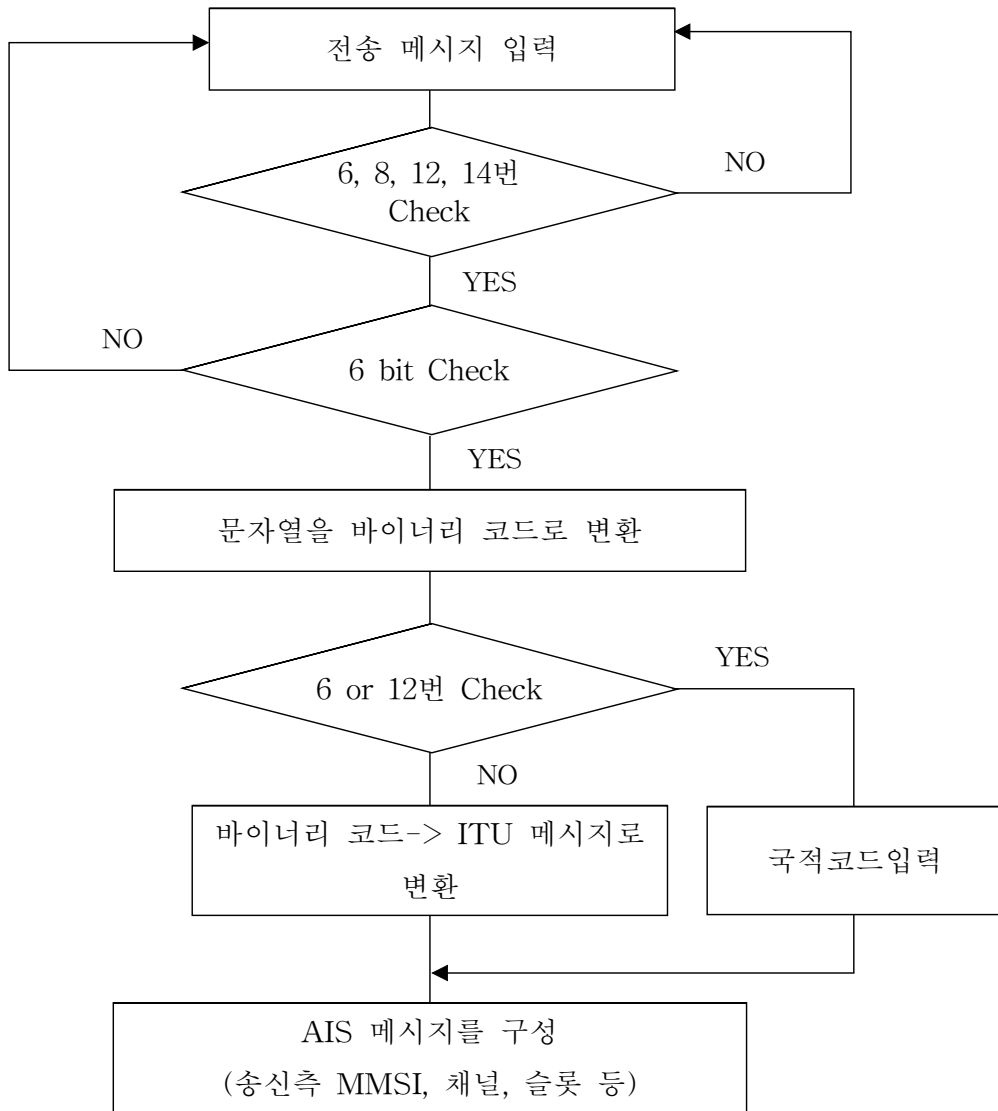 전송 메시지 입력
6, 8, 12, 14번
Check
NO
YES
NO
6 bit Check
YES
문자열을 바이너리 코드로 변환
YES
6 or 12번 Check
NO
바이너리 코드-> ITU 메시지로
변환
국적코드입력
AIS 메시지를 구성
(송신측 MMSI, 채널, 슬롯 등)